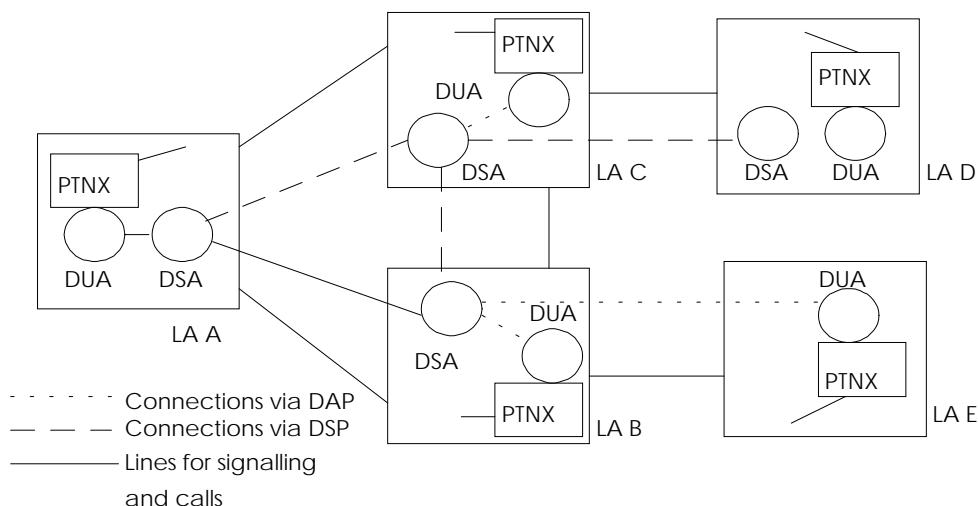 PTNX
DUA
DSA
LA C
PTNX
DSA
DUA
LA D
PTNX
DUA
DSA
LA A
DUA
DSA
PTNX
LA B
DUA
PTNX
LA E
Connections via DAP
Connections via DSP
Lines for signalling
and calls